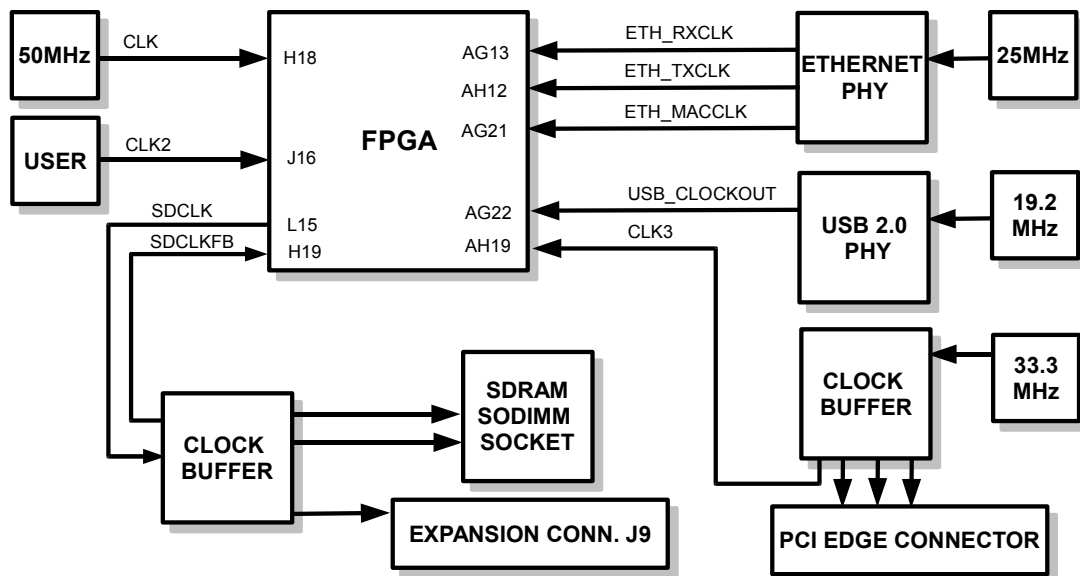 50MHz
CLK
H18
USER
CLK2
J16
SDCLK
L15
SDCLKFB
H19
FPGA
AG13
ETH_RXCLK
AH12
ETH_TXCLK
AG21
ETH_MACCLK
ETHERNET
PHY
25MHz
AG22
USB_CLOCKOUT
AH19
CLK3
USB 2.0
PHY
19.2
MHz
CLOCK
BUFFER
33.3
MHz
SDRAM
SODIMM
SOCKET
CLOCK
BUFFER
EXPANSION CONN. J9
PCI EDGE CONNECTOR